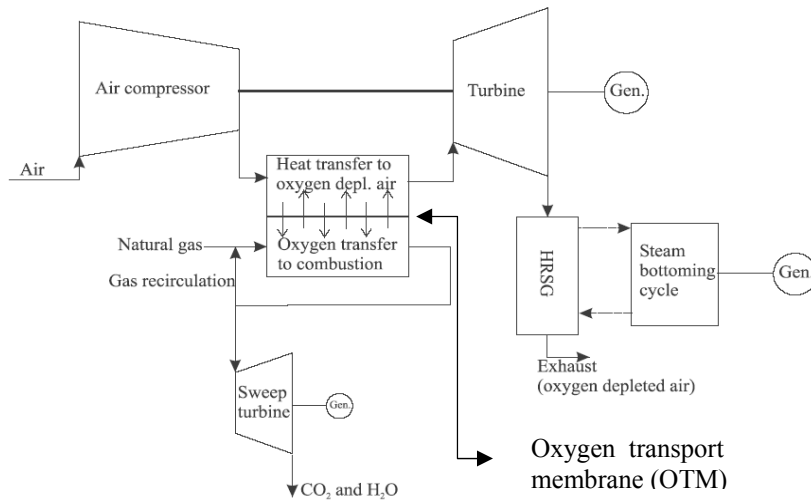 Air compressor
Turbine
Gen.
Air
Heat transfer to
oxygen depl. air
Natural gas
Oxygen transfer
to combustion
Gas recirculation
HRSG
Steam
bottoming
cycle
Gen.
Exhaust
(oxygen depleted air)
Sweep
turbine
Gen.
Oxygen transport
membrane (OTM)
CO₂ and H₂O